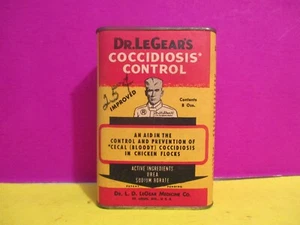 DR. LEGEAR'S
COCCIDIOSIS*
CONTROL
25¢
IMPROVED
Contents
8 Ozs.
AN AID IN THE
CONTROL AND PREVENTION OF
*CECAL (BLOODY) COCCIDIOSIS
IN CHICKEN FLOCKS
ACTIVE INGREDIENTS
UREA
SODIUM BORATE
DR. L. D. LEGEAR MEDICINE CO.
ST. LOUIS, MO., U.S.A.